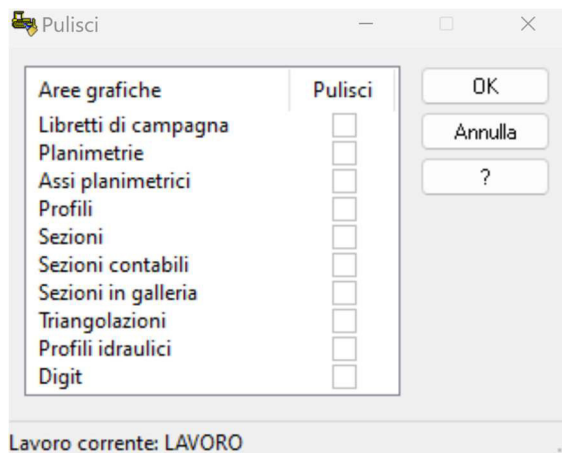 Pulisci
Aree grafiche Pulisci
Libretti di campagna
Planimetrie
Assi planimetrici
Profili
Sezioni
Sezioni contabili
Sezioni in galleria
Triangolazioni
Profili idraulici
Digit
OK
Annulla
?
Lavoro corrente: LAVORO